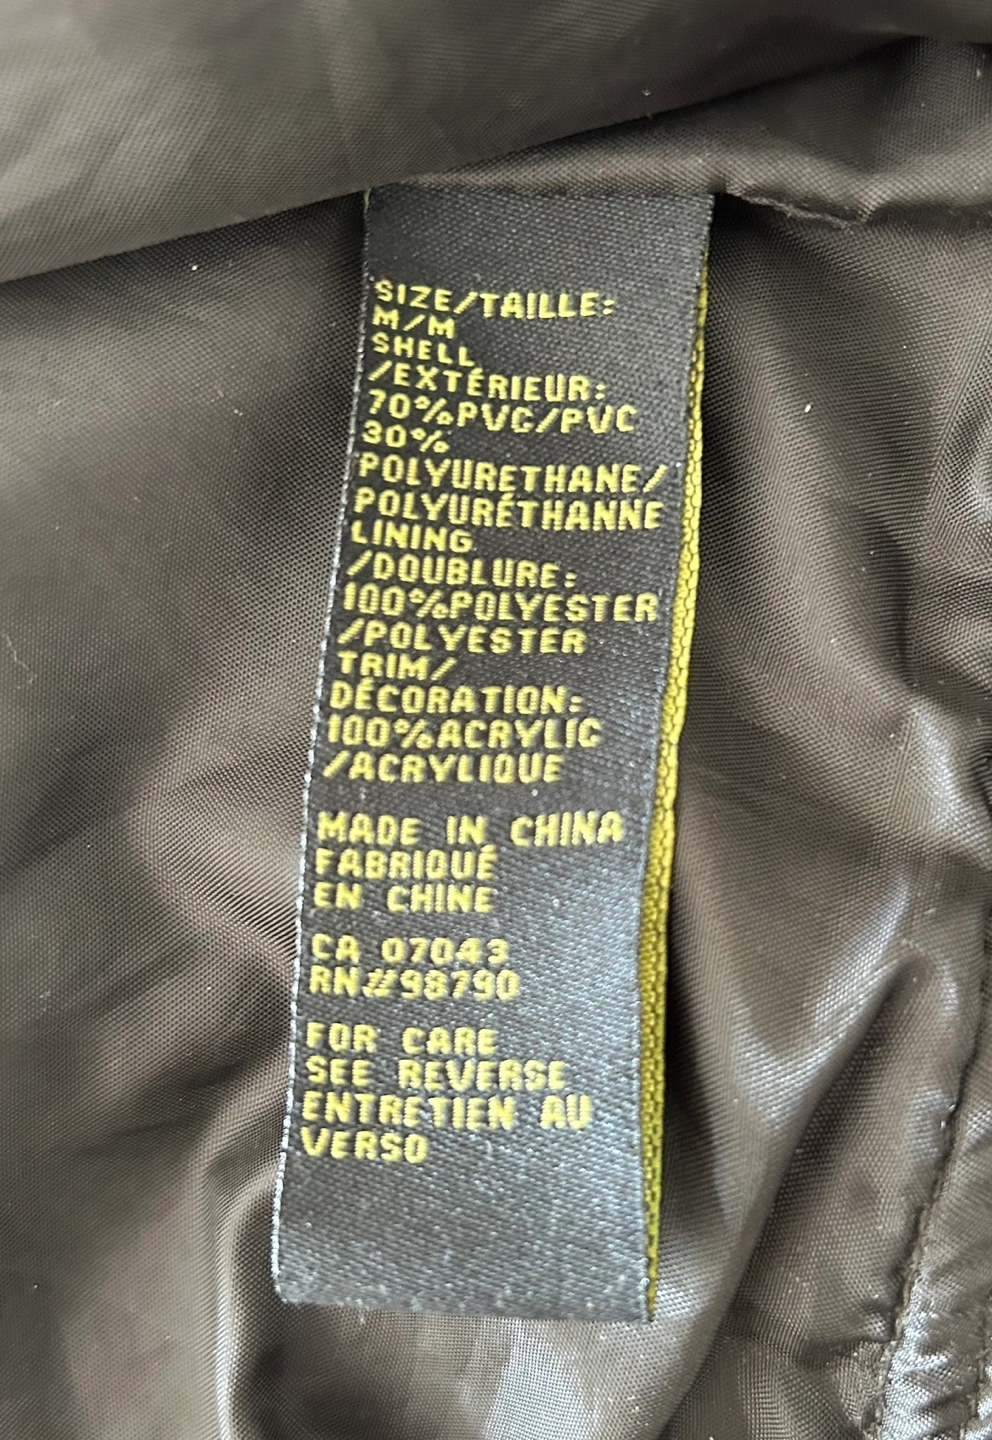 SIZE/TAILLE:
M/M
SHELL
/EXTÉRIEUR:
70%PVC/PVC
30%
POLYURETHANE/
POLYURÉTHANNE
LINING
/DOUBLURE:
100%POLYESTER
/POLYESTER
TRIM/
DÉCORATION:
100%ACRYLIC
/ACRYLIQUE
MADE IN CHINA
FABRIQUÉ
EN CHINE
CA 07043
RN#98790
FOR CARE
SEE REVERSE
ENTRETIEN AU
VERSO